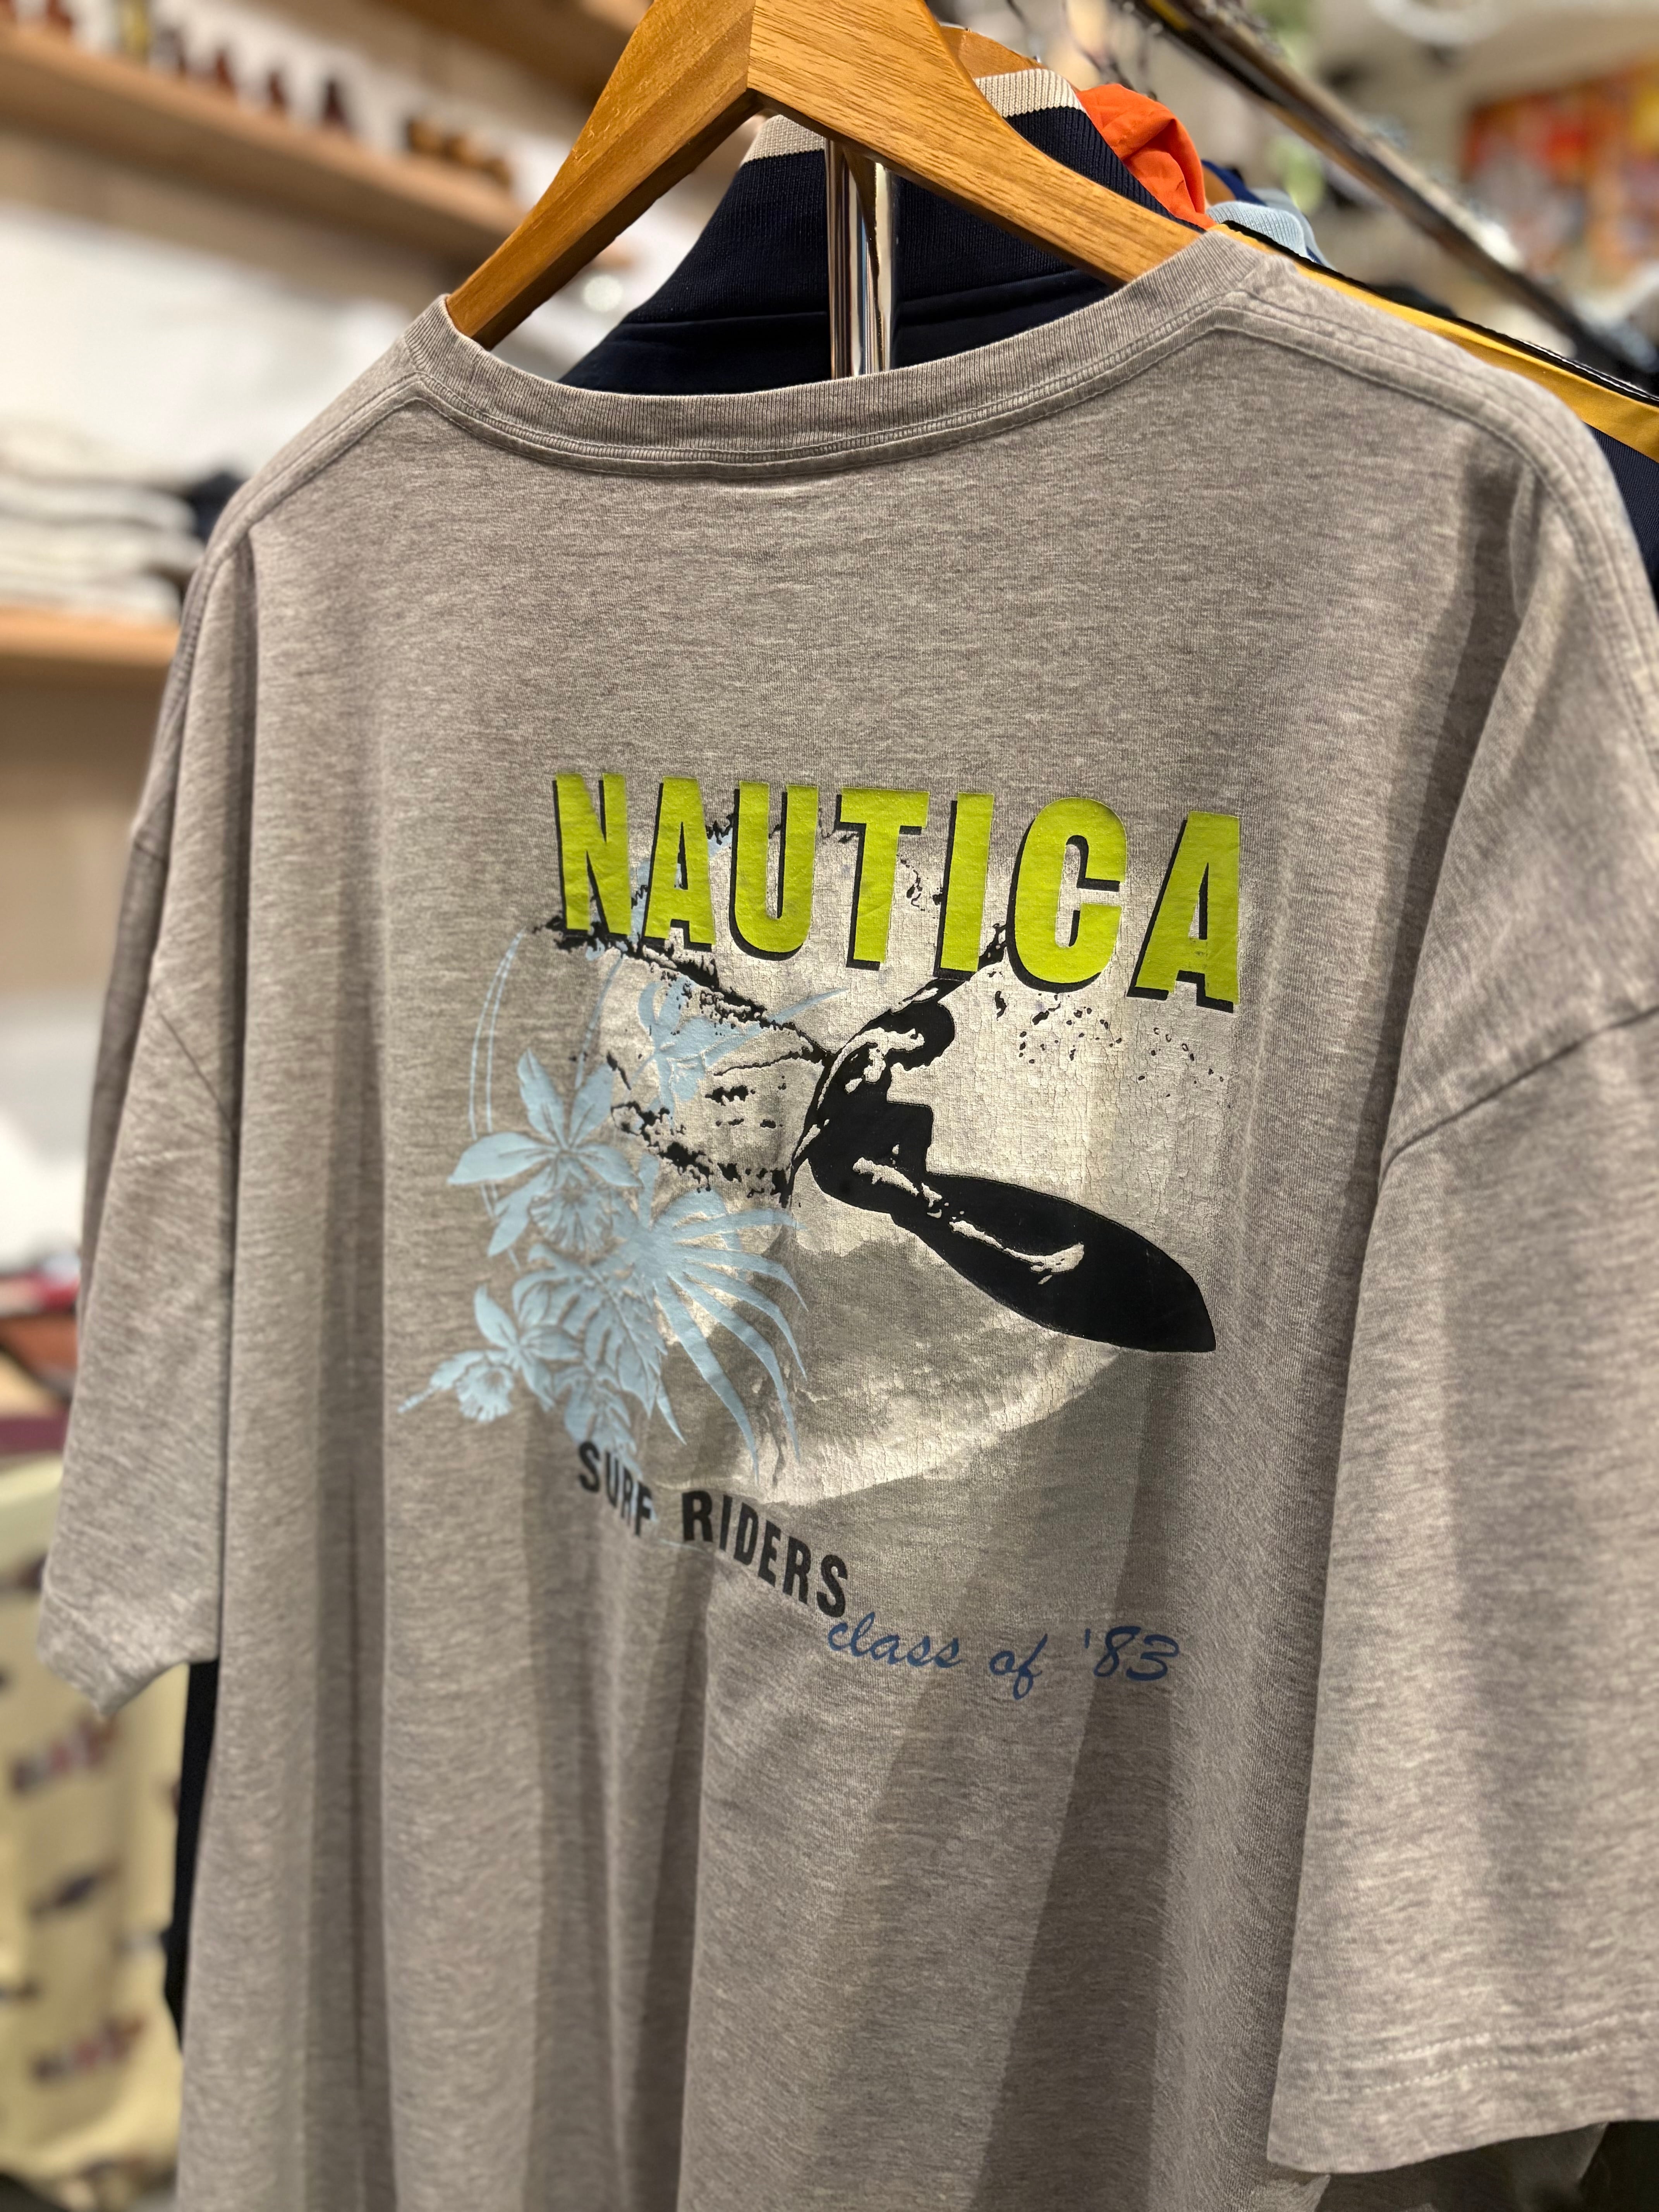 NAUTICA
SURF RIDERS
class of '83